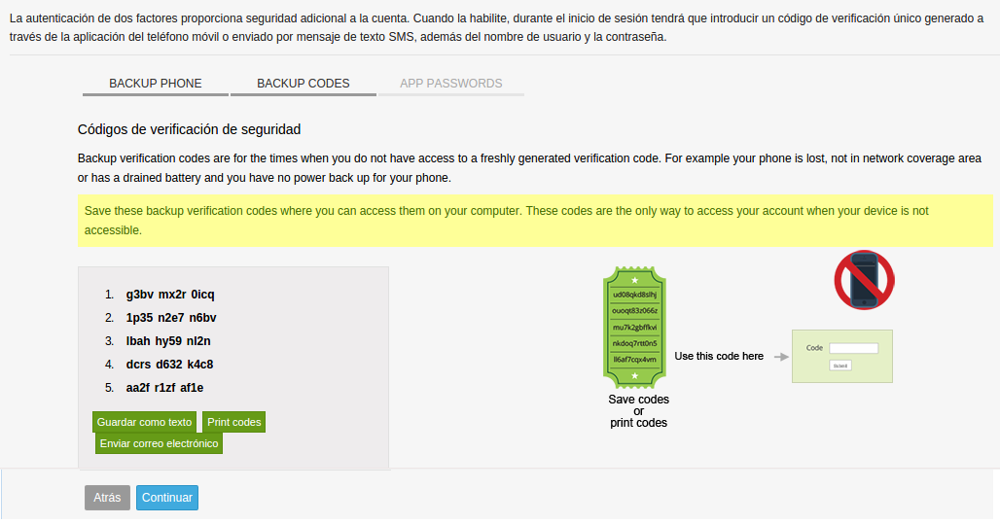 La autenticación de dos factores proporciona seguridad adicional a la cuenta. Cuando la habilite, durante el inicio de sesión tendrá que introducir un código de verificación único generado a
través de la aplicación del teléfono móvil o enviado por mensaje de texto SMS, además del nombre de usuario y la contraseña.
BACKUP PHONE
BACKUP CODES
APP PASSWORDS
Códigos de verificación de seguridad
Backup verification codes are for the times when you do not have access to a freshly generated verification code. For example your phone is lost, not in network coverage area
or has a drained battery and you have no power back up for your phone.
Save these backup verification codes where you can access them on your computer. These codes are the only way to access your account when your device is not
accessible.
1. g3bv mx2r 0icq
2. 1p35 n2e7 n6bv
3. lbah hy59 nl2n
4. dcrs d632 k4c8
5. aa2f r1zf af1e
Guardar como texto
Print codes
Enviar correo electrónico
ud08qkd8slhj
ouoqt83z066z
mu7k2gbffkvi
nkdoq7rtt0n5
ll6af7cqx4vm
Save codes
or
print codes
Use this code here
Code
Submit
Atrás
Continuar